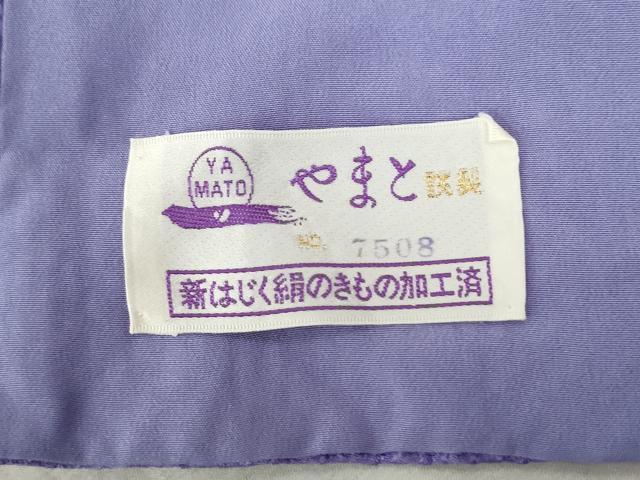 YA
MATO
やまと謹製
NO. 7508
新はじく絹のきもの加工済